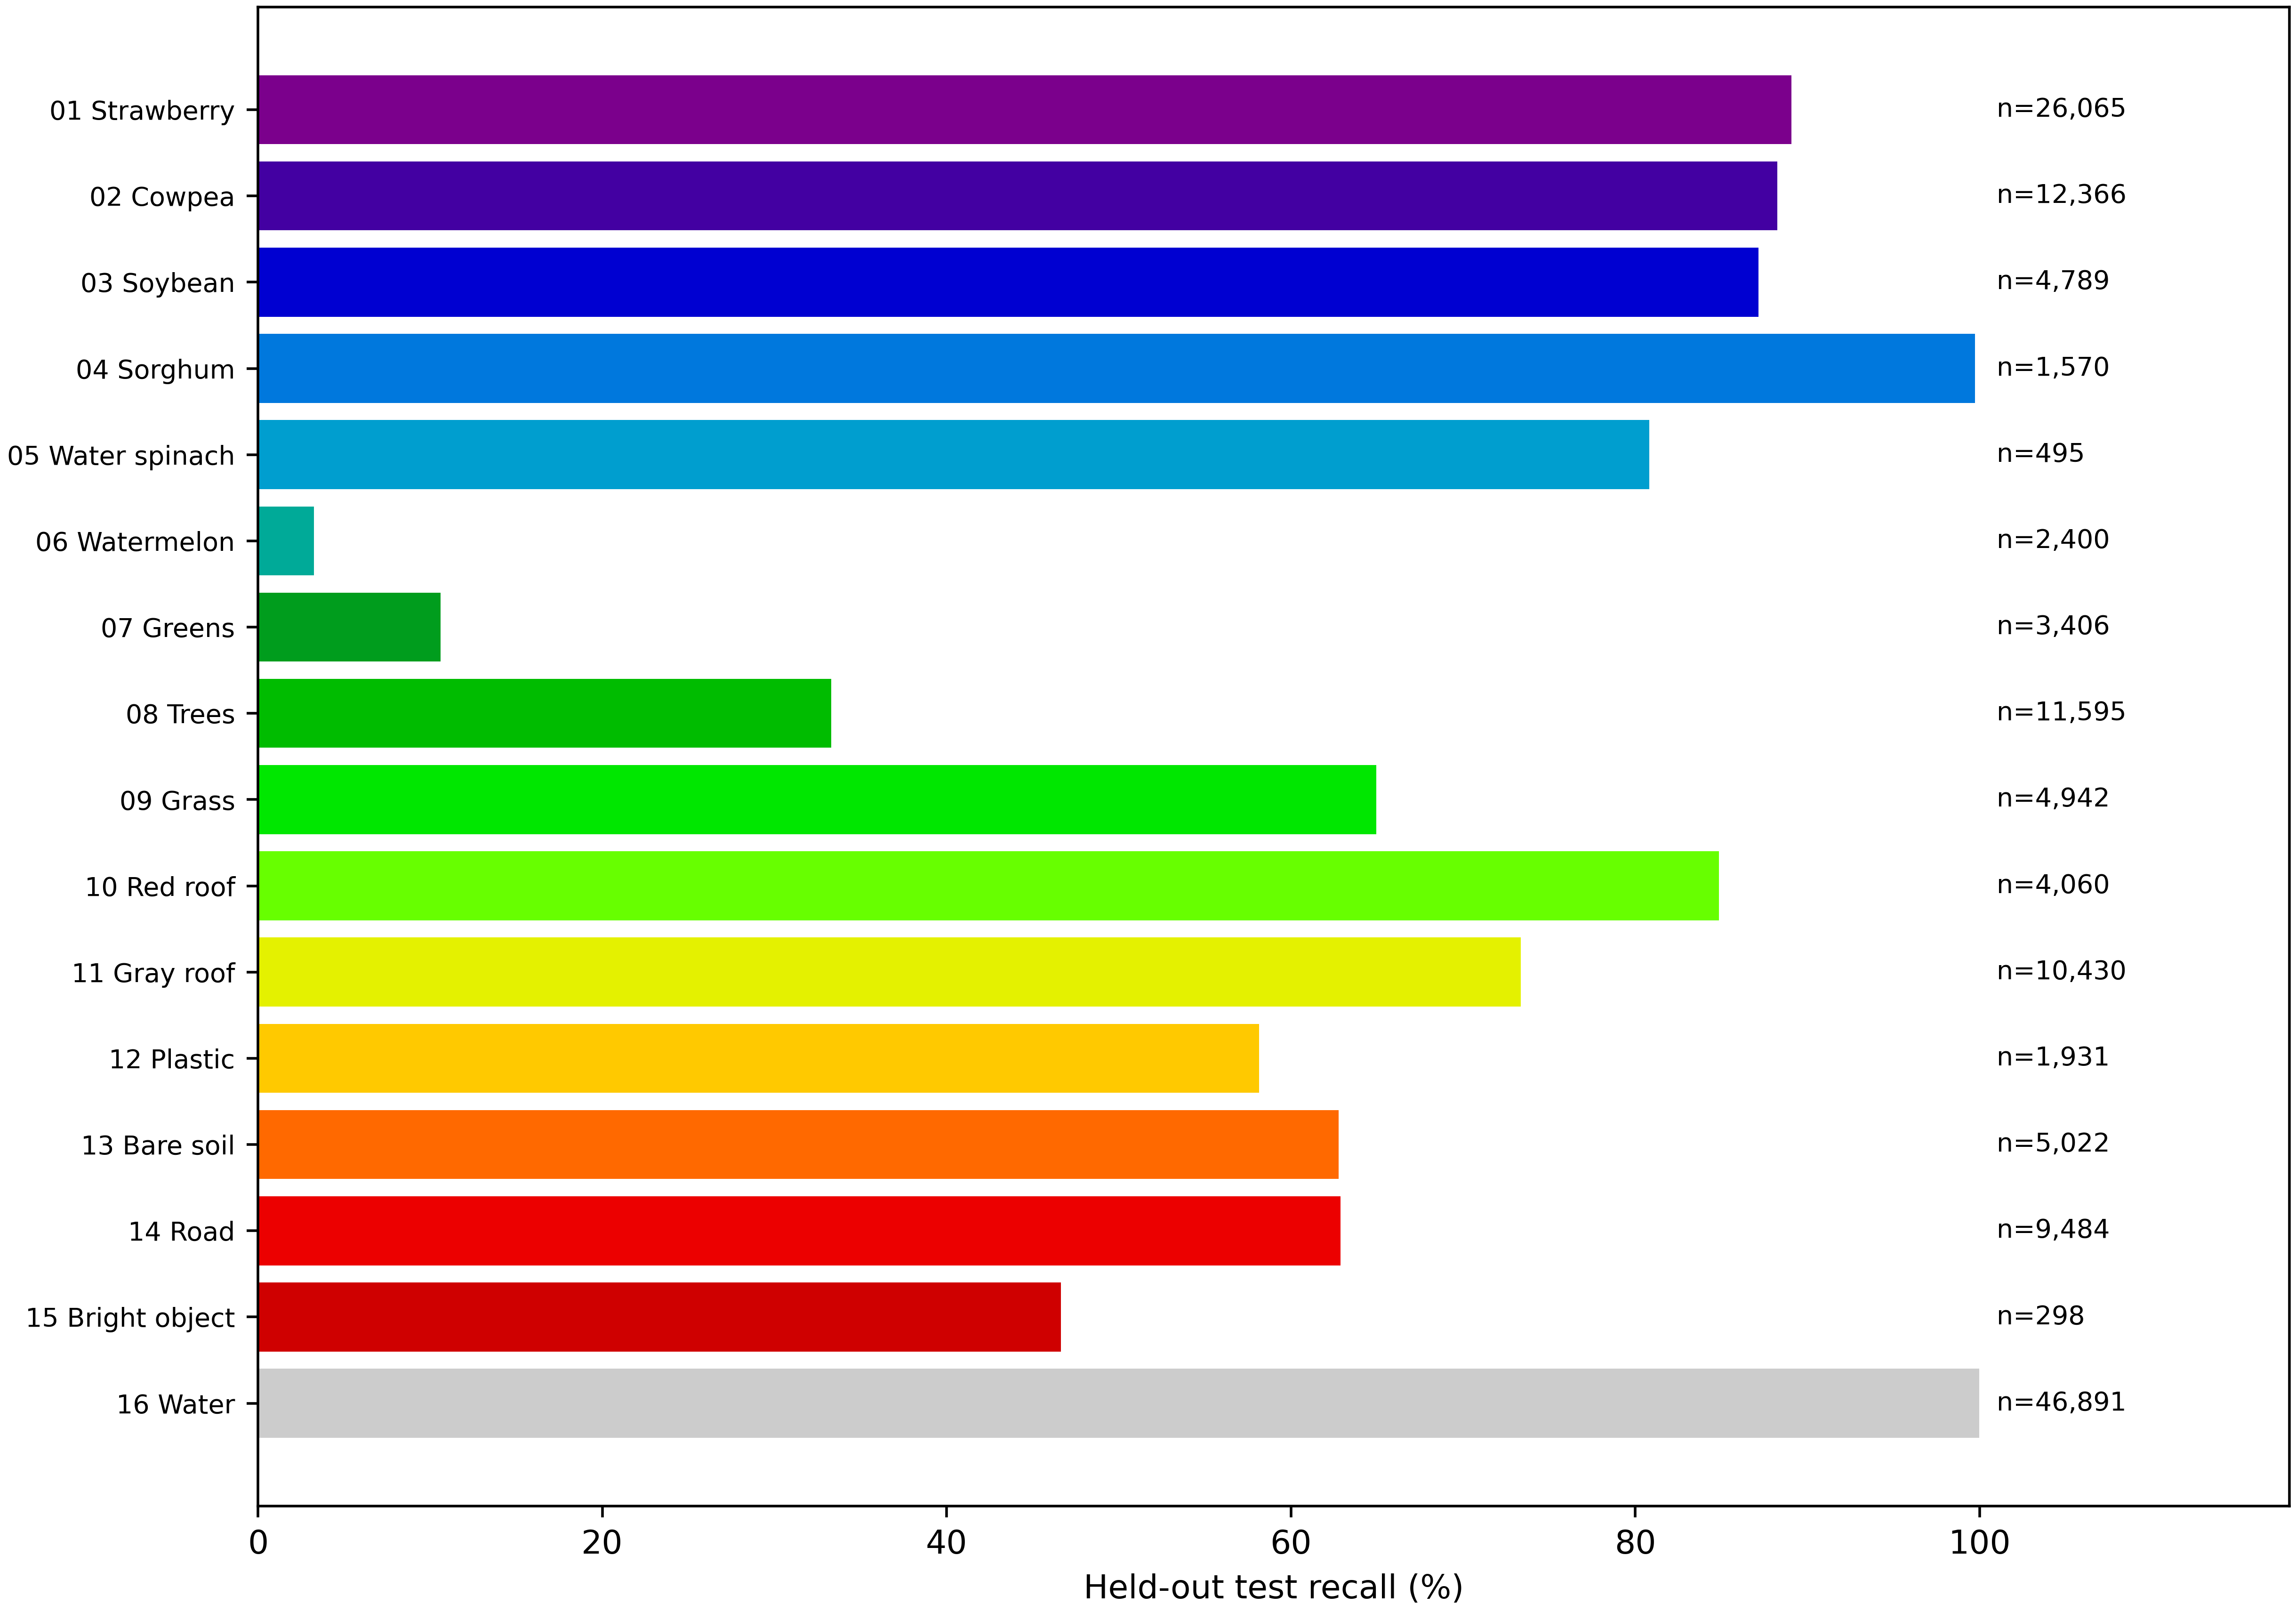 01 Strawberry n=26,065
02 Cowpea n=12,366
03 Soybean n=4,789
04 Sorghum n=1,570
05 Water spinach n=495
06 Watermelon n=2,400
07 Greens n=3,406
08 Trees n=11,595
09 Grass n=4,942
10 Red roof n=4,060
11 Gray roof n=10,430
12 Plastic n=1,931
13 Bare soil n=5,022
14 Road n=9,484
15 Bright object n=298
16 Water n=46,891
0 20 40 60 80 100
Held-out test recall (%)